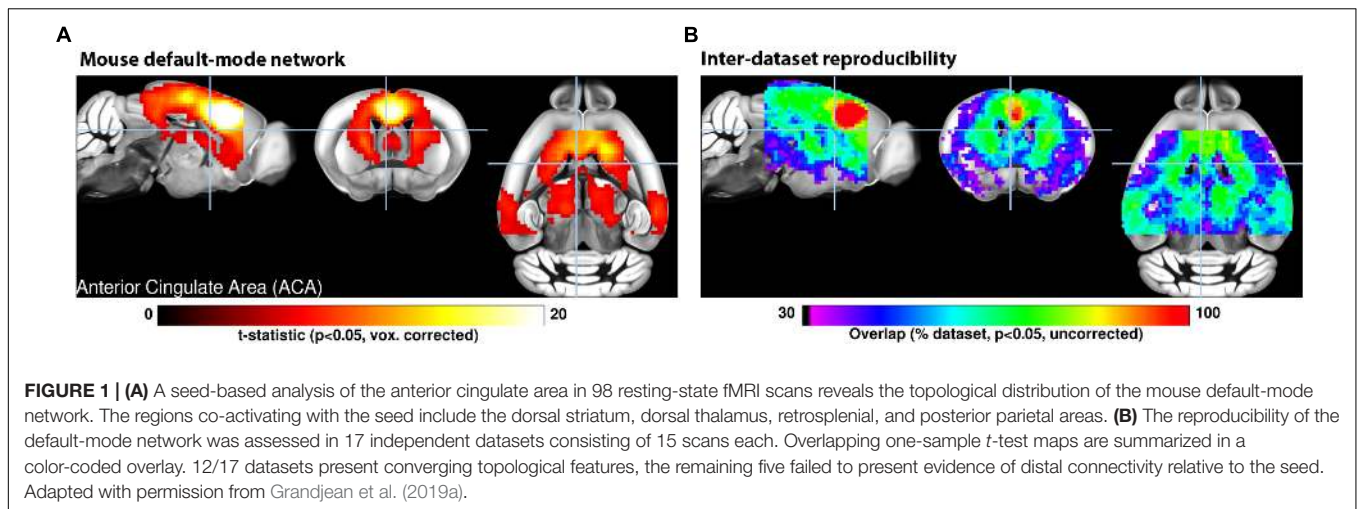 A
Mouse default-mode network
Anterior Cingulate Area (ACA)
0
20
t-statistic (p<0.05, vox. corrected)
B
Inter-dataset reproducibility
30
100
Overlap (% dataset, p<0.05, uncorrected)
FIGURE 1 | (A) A seed-based analysis of the anterior cingulate area in 98 resting-state fMRI scans reveals the topological distribution of the mouse default-mode
network. The regions co-activating with the seed include the dorsal striatum, dorsal thalamus, retrosplenial, and posterior parietal areas. (B) The reproducibility of the
default-mode network was assessed in 17 independent datasets consisting of 15 scans each. Overlapping one-sample t-test maps are summarized in a
color-coded overlay. 12/17 datasets present converging topological features, the remaining five failed to present evidence of distal connectivity relative to the seed.
Adapted with permission from Grandjean et al. (2019a).